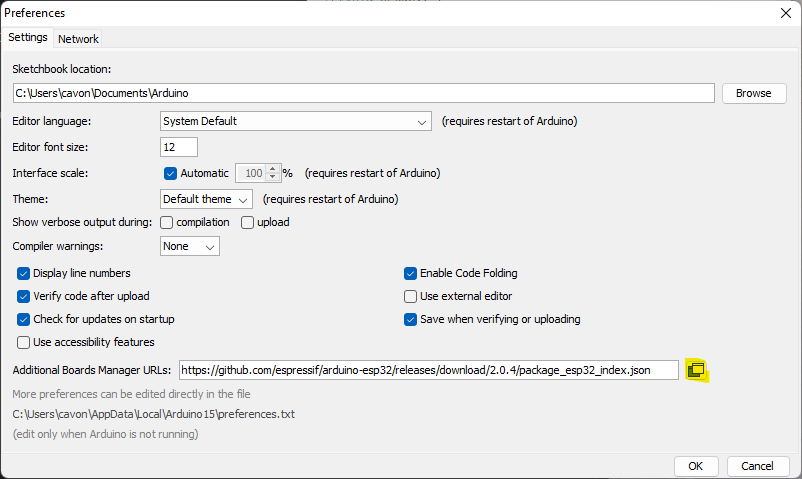 Preferences
Settings Network
Sketchbook location:
C:\Users\cavon\Documents\Arduino Browse
Editor language: System Default (requires restart of Arduino)
Editor font size: 12
Interface scale: Automatic 100 % (requires restart of Arduino)
Theme: Default theme (requires restart of Arduino)
Show verbose output during: compilation upload
Compiler warnings: None
Display line numbers Enable Code Folding
Verify code after upload Use external editor
Check for updates on startup Save when verifying or uploading
Use accessibility features
Additional Boards Manager URLs: https://github.com/espressif/arduino-esp32/releases/download/2.0.4/package_esp32_index.json
More preferences can be edited directly in the file
C:\Users\cavon\AppData\Local\Arduino15\preferences.txt
(edit only when Arduino is not running)
OK Cancel